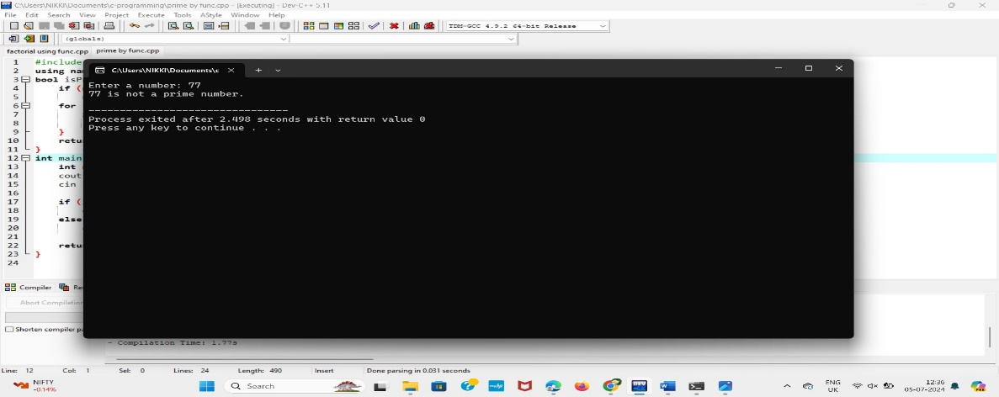 C:\Users\NIKKI\Documents\c-programming\prime by func.cpp - [Executing] - Dev-C++ 5.11
File Edit Search View Project Execute Tools AStyle Window Help
TDM-GCC 4.9.2 64-bit Release
(globals)
factorial using func.cpp prime by func.cpp
C:\Users\NIKKI\Documents\c
Enter a number: 77
77 is not a prime number.
--------------------------------
Process exited after 2.498 seconds with return value 0
Press any key to continue . . .
1 #include
2 using na
3 bool isP
4 if (
5
6 for
7
8
9 }
10 retu
11 }
12 int main
13 int
14 cout
15 cin
16
17 if (
18
19 else
20
21
22 retu
23 }
24
Compiler Re
Abort Compilation
Shorten compiler pa
- Compilation Time: 1.77s
Line: 12 Col: 1 Sel: 0 Lines: 24 Length: 490 Insert Done parsing in 0.031 seconds
NIFTY
-0.14%
Search
ENG
UK
12:36
05-07-2024